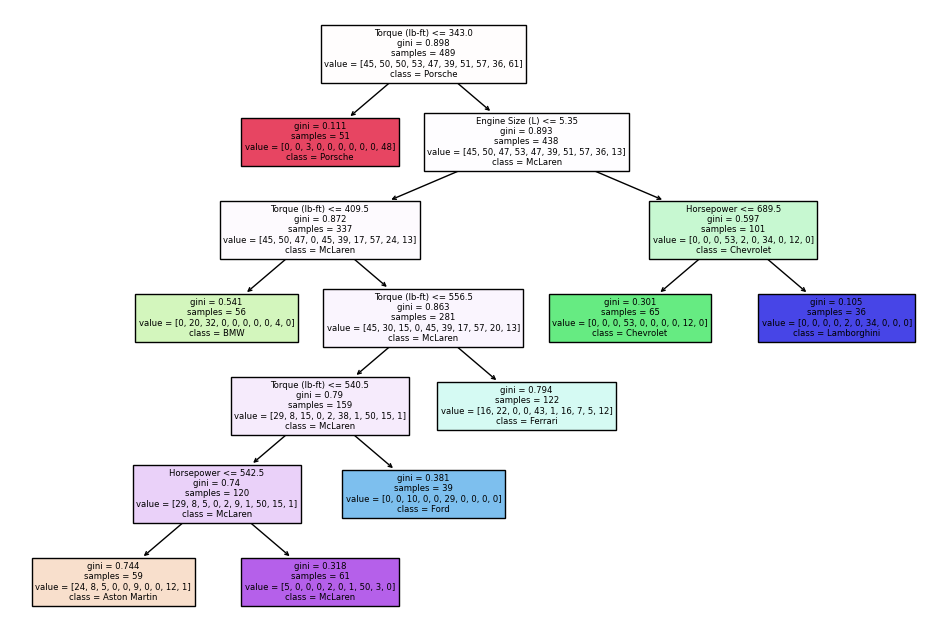 Torque (lb-ft) <= 343.0
gini = 0.898
samples = 489
value = [45, 50, 50, 53, 47, 39, 51, 57, 36, 61]
class = Porsche
gini = 0.111
samples = 51
value = [0, 0, 3, 0, 0, 0, 0, 0, 0, 48]
class = Porsche
Engine Size (L) <= 5.35
gini = 0.893
samples = 438
value = [45, 50, 47, 53, 47, 39, 51, 57, 36, 13]
class = McLaren
Torque (lb-ft) <= 409.5
gini = 0.872
samples = 337
value = [45, 50, 47, 0, 45, 39, 17, 57, 24, 13]
class = McLaren
Horsepower <= 689.5
gini = 0.597
samples = 101
value = [0, 0, 0, 53, 2, 0, 34, 0, 12, 0]
class = Chevrolet
gini = 0.541
samples = 56
value = [0, 20, 32, 0, 0, 0, 0, 0, 4, 0]
class = BMW
Torque (lb-ft) <= 556.5
gini = 0.863
samples = 281
value = [45, 30, 15, 0, 45, 39, 17, 57, 20, 13]
class = McLaren
gini = 0.301
samples = 65
value = [0, 0, 0, 53, 0, 0, 0, 0, 12, 0]
class = Chevrolet
gini = 0.105
samples = 36
value = [0, 0, 0, 0, 2, 0, 34, 0, 0, 0]
class = Lamborghini
Torque (lb-ft) <= 540.5
gini = 0.79
samples = 159
value = [29, 8, 15, 0, 2, 38, 1, 50, 15, 1]
class = McLaren
gini = 0.794
samples = 122
value = [16, 22, 0, 0, 43, 1, 16, 7, 5, 12]
class = Ferrari
Horsepower <= 542.5
gini = 0.74
samples = 120
value = [29, 8, 5, 0, 2, 9, 1, 50, 15, 1]
class = McLaren
gini = 0.381
samples = 39
value = [0, 0, 10, 0, 0, 29, 0, 0, 0, 0]
class = Ford
gini = 0.744
samples = 59
value = [24, 8, 5, 0, 0, 9, 0, 0, 12, 1]
class = Aston Martin
gini = 0.318
samples = 61
value = [5, 0, 0, 0, 2, 0, 1, 50, 3, 0]
class = McLaren